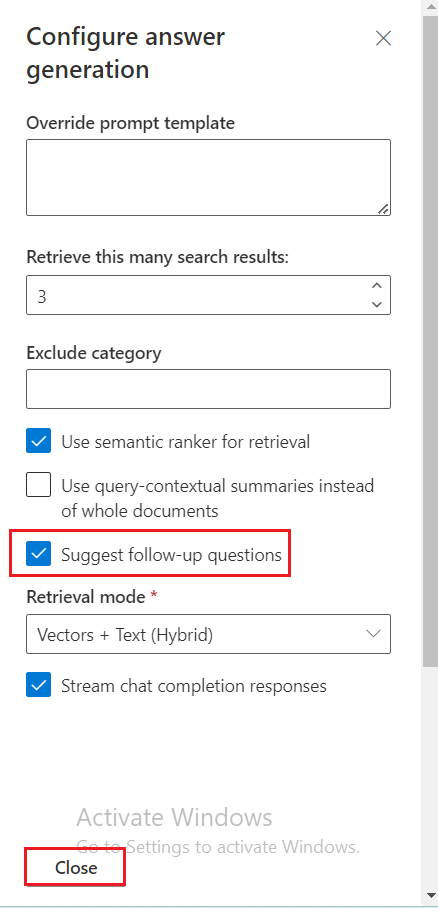 Configure answer
generation
Override prompt template
Retrieve this many search results:
3
Exclude category
Use semantic ranker for retrieval
Use query-contextual summaries instead
of whole documents
Suggest follow-up questions
Retrieval mode *
Vectors + Text (Hybrid)
Stream chat completion responses
Activate Windows
Go to Settings to activate Windows.
Close